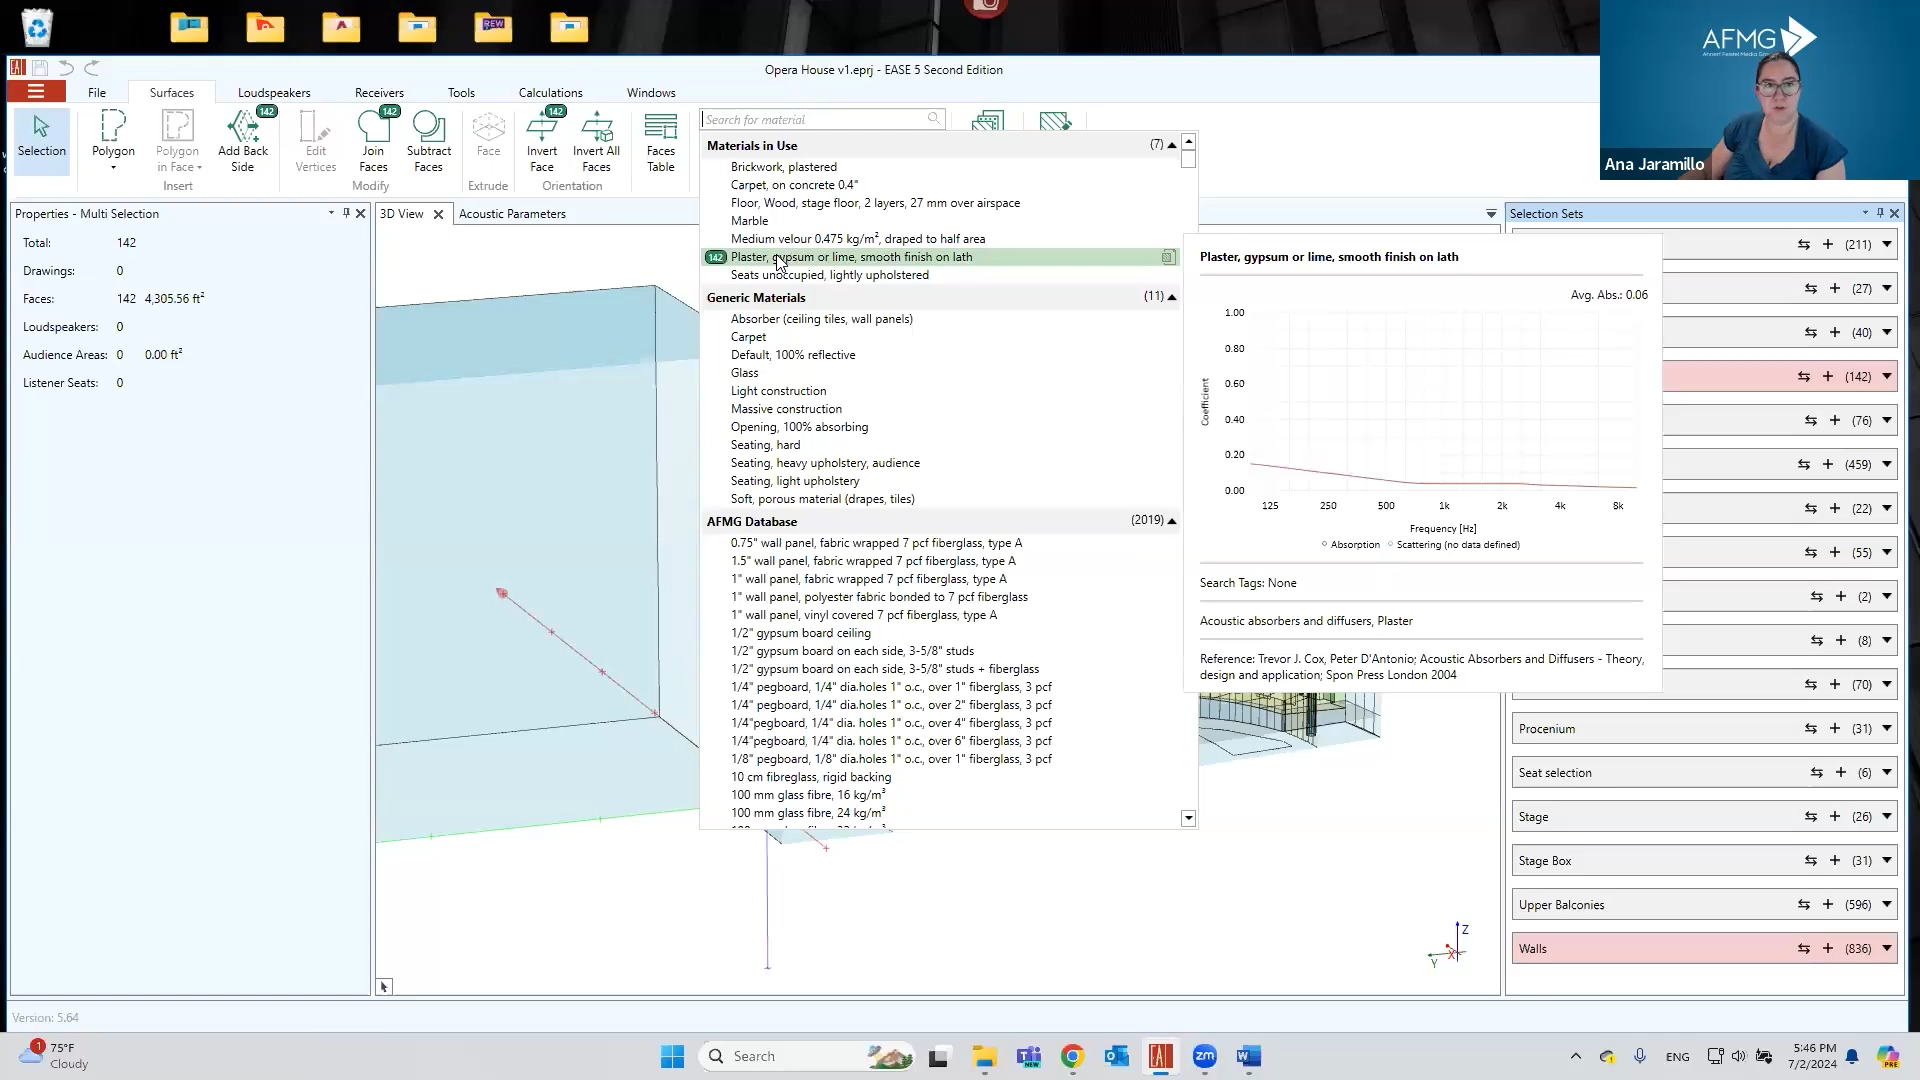 REW
AFMG
Ana Jaramillo
Opera House v1.eprj - EASE 5 Second Edition
File
Surfaces
Loudspeakers
Receivers
Tools
Calculations
Windows
Selection
Polygon
Polygon in Face
142
Add Back Side
Insert
Edit Vertices
142
Join Faces
Subtract Faces
Modify
Face
Extrude
142
Invert Face
Invert All Faces
Orientation
Faces Table
Search for material
Properties - Multi Selection
Total: 142
Drawings: 0
Faces: 142 4,305.56 ft²
Loudspeakers: 0
Audience Areas: 0 0.00 ft²
Listener Seats: 0
3D View
Acoustic Parameters
Materials in Use (7)
Brickwork, plastered
Carpet, on concrete 0.4"
Floor, Wood, stage floor, 2 layers, 27 mm over airspace
Marble
Medium velour 0.475 kg/m², draped to half area
142 Plaster, gypsum or lime, smooth finish on lath
Seats unoccupied, lightly upholstered
Generic Materials (11)
Absorber (ceiling tiles, wall panels)
Carpet
Default, 100% reflective
Glass
Light construction
Massive construction
Opening, 100% absorbing
Seating, hard
Seating, heavy upholstery, audience
Seating, light upholstery
Soft, porous material (drapes, tiles)
AFMG Database (2019)
0.75" wall panel, fabric wrapped 7 pcf fiberglass, type A
1.5" wall panel, fabric wrapped 7 pcf fiberglass, type A
1" wall panel, fabric wrapped 7 pcf fiberglass, type A
1" wall panel, polyester fabric bonded to 7 pcf fiberglass
1" wall panel, vinyl covered 7 pcf fiberglass, type A
1/2" gypsum board ceiling
1/2" gypsum board on each side, 3-5/8" studs
1/2" gypsum board on each side, 3-5/8" studs + fiberglass
1/4" pegboard, 1/4" dia.holes 1" o.c., over 1" fiberglass, 3 pcf
1/4" pegboard, 1/4" dia.holes 1" o.c., over 2" fiberglass, 3 pcf
1/4"pegboard, 1/4" dia. holes 1" o.c., over 4" fiberglass, 3 pcf
1/4"pegboard, 1/4" dia. holes 1" o.c., over 6" fiberglass, 3 pcf
1/8" pegboard, 1/8" dia.holes 1" o.c., over 1" fiberglass, 3 pcf
10 cm fibreglass, rigid backing
100 mm glass fibre, 16 kg/m³
100 mm glass fibre, 24 kg/m³
Plaster, gypsum or lime, smooth finish on lath
Avg. Abs.: 0.06
1.00
0.80
0.60
0.40
0.20
0.00
Coefficient
125 250 500 1k 2k 4k 8k
Frequency [Hz]
Absorption Scattering (no data defined)
Search Tags: None
Acoustic absorbers and diffusers, Plaster
Reference: Trevor J. Cox, Peter D'Antonio; Acoustic Absorbers and Diffusers - Theory,
design and application; Spon Press London 2004
Z
Y
X
Selection Sets
(211)
(27)
(40)
(142)
(76)
(459)
(22)
(55)
(2)
(8)
(70)
Procenium (31)
Seat selection (6)
Stage (26)
Stage Box (31)
Upper Balconies (596)
Walls (836)
Version: 5.64
1
75°F
Cloudy
Search
NEW
zm
ENG
5:46 PM
7/2/2024
PRE